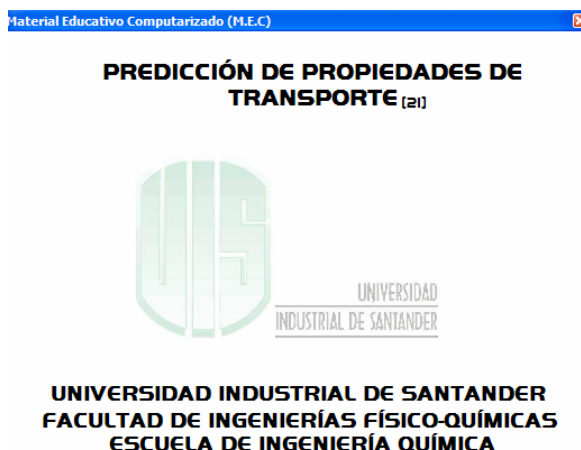 Material Educativo Computarizado (M.E.C)
PREDICCIÓN DE PROPIEDADES DE
TRANSPORTE [21]
UIS
UNIVERSIDAD
INDUSTRIAL DE SANTANDER
UNIVERSIDAD INDUSTRIAL DE SANTANDER
FACULTAD DE INGENIERÍAS FÍSICO-QUÍMICAS
ESCUELA DE INGENIERÍA QUÍMICA